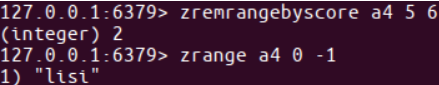 127.0.0.1:6379> zremrangebyscore a4 5 6
(integer) 2
127.0.0.1:6379> zrange a4 0 -1
1) "lisi"